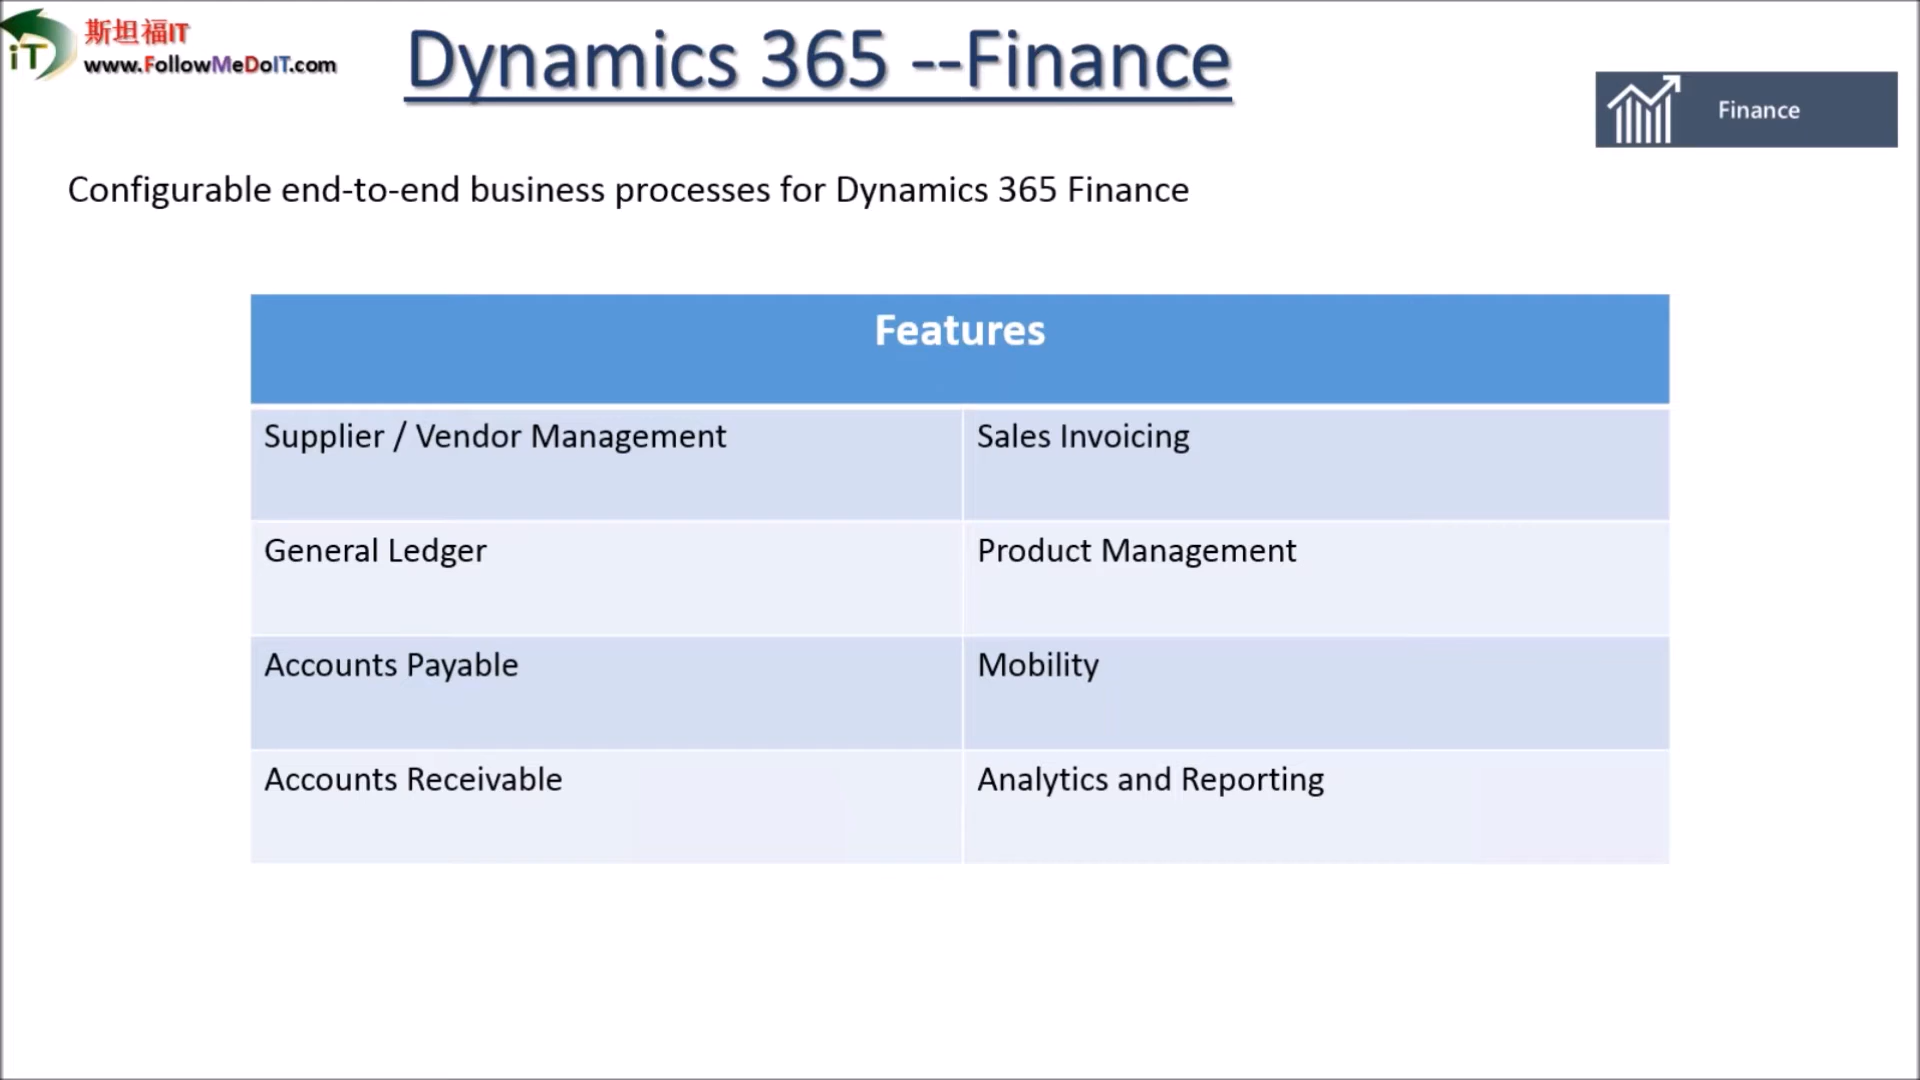 斯坦福IT
www.FollowMeDoIT.com
iT
Dynamics 365 --Finance
Finance
Configurable end-to-end business processes for Dynamics 365 Finance
Features
Supplier / Vendor Management
Sales Invoicing
General Ledger
Product Management
Accounts Payable
Mobility
Accounts Receivable
Analytics and Reporting